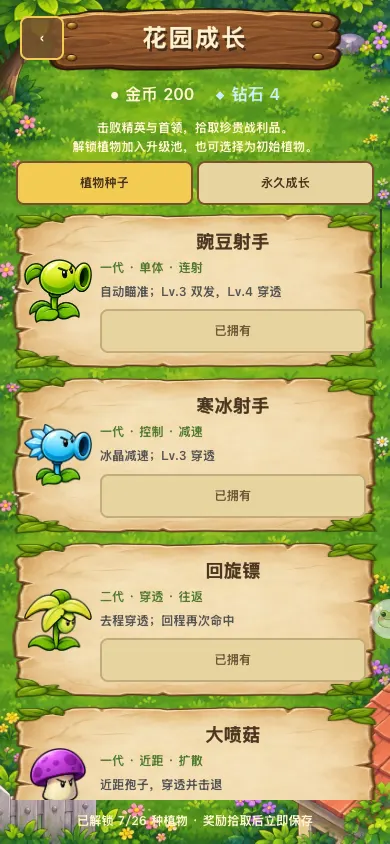 花园成长
● 金币 200 ◆ 钻石 4
击败精英与首领，拾取珍贵战利品。
解锁植物加入升级池，也可选择为初始植物。
植物种子
永久成长
豌豆射手
一代 · 单体 · 连射
自动瞄准；Lv.3 双发，Lv.4 穿透
已拥有
寒冰射手
一代 · 控制 · 减速
冰晶减速；Lv.3 穿透
已拥有
回旋镖
二代 · 穿透 · 往返
去程穿透；回程再次命中
已拥有
大喷菇
一代 · 近距 · 扩散
近距孢子，穿透并击退
已解锁 7/26 种植物 · 奖励拾取后立即保存